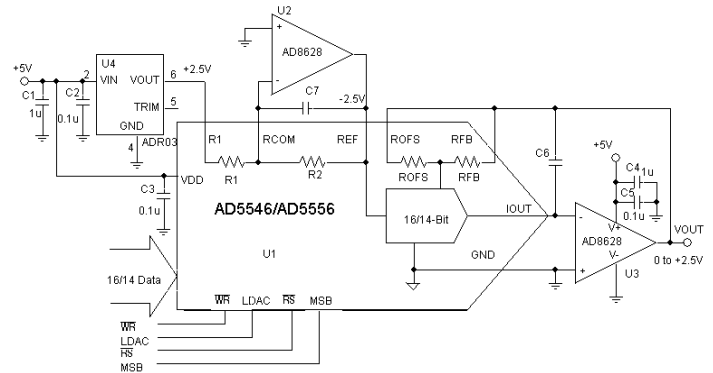 U2
+
AD8628
-
U4
+5V
2
VIN
VOUT
6
+2.5V
C1
1u
C2
0.1u
TRIM
5
GND
4
ADR03
C7
-2.5V
R1
RCOM
REF
ROFS
RFB
R1
R2
ROFS
RFB
C6
+5V
C4
1u
C5
0.1u
VDD
C3
0.1u
AD5546/AD5556
16/14-Bit
IOUT
-
V+
AD8628
V-
+
U3
VOUT
0 to +2.5V
U1
GND
16/14 Data
WR
LDAC
RS
MSB
WR
LDAC
RS
MSB